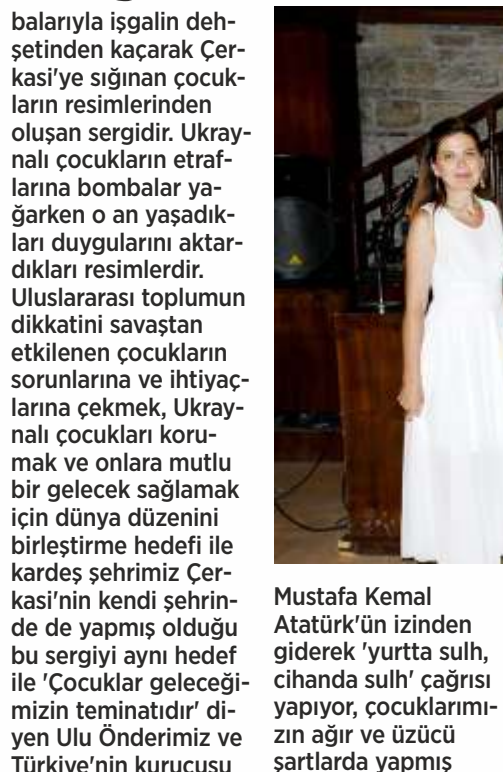 balarıyla işgalin deh-
şetinden kaçarak Çer-
kasi'ye sığınan çocuk-
ların resimlerinden
oluşan sergidir. Ukray-
nalı çocukların etraf-
larına bombalar ya-
ğarken o an yaşadık-
ları duygularını aktar-
dıkları resimlerdir.
Uluslararası toplumun
dikkatini savaştan
etkilenen çocukların
sorunlarına ve ihtiyaç-
larına çekmek, Ukray-
nalı çocukları koru-
mak ve onlara mutlu
bir gelecek sağlamak
için dünya düzenini
birleştirme hedefi ile
kardeş şehrimiz Çer-
kasi'nin kendi şehrin-
de de yapmış olduğu
bu sergiyi aynı hedef
ile 'Çocuklar geleceği-
mizin teminatıdır' di-
yen Ulu Önderimiz ve
Türkiye'nin kurucusu
Mustafa Kemal
Atatürk'ün izinden
giderek 'yurtta sulh,
cihanda sulh' çağrısı
yapıyor, çocuklarımı-
zın ağır ve üzücü
şartlarda yapmış